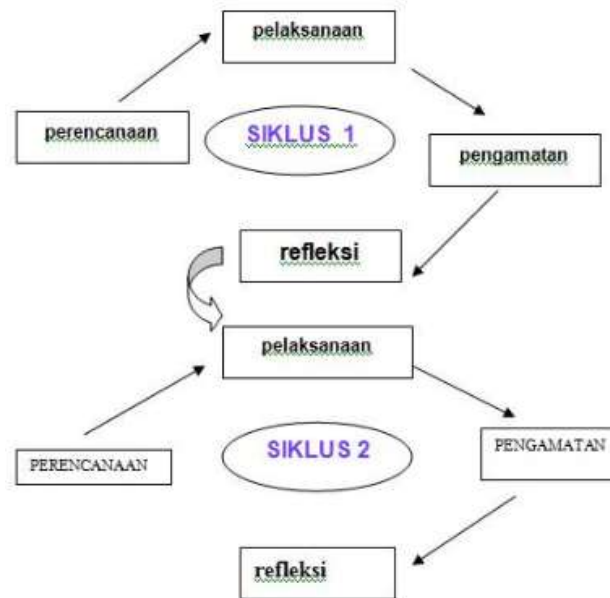 pelaksanaan
perencanaan
SIKLUS 1
pengamatan
refleksi
pelaksanaan
PERENCANAAN
SIKLUS 2
PENGAMATAN
refleksi